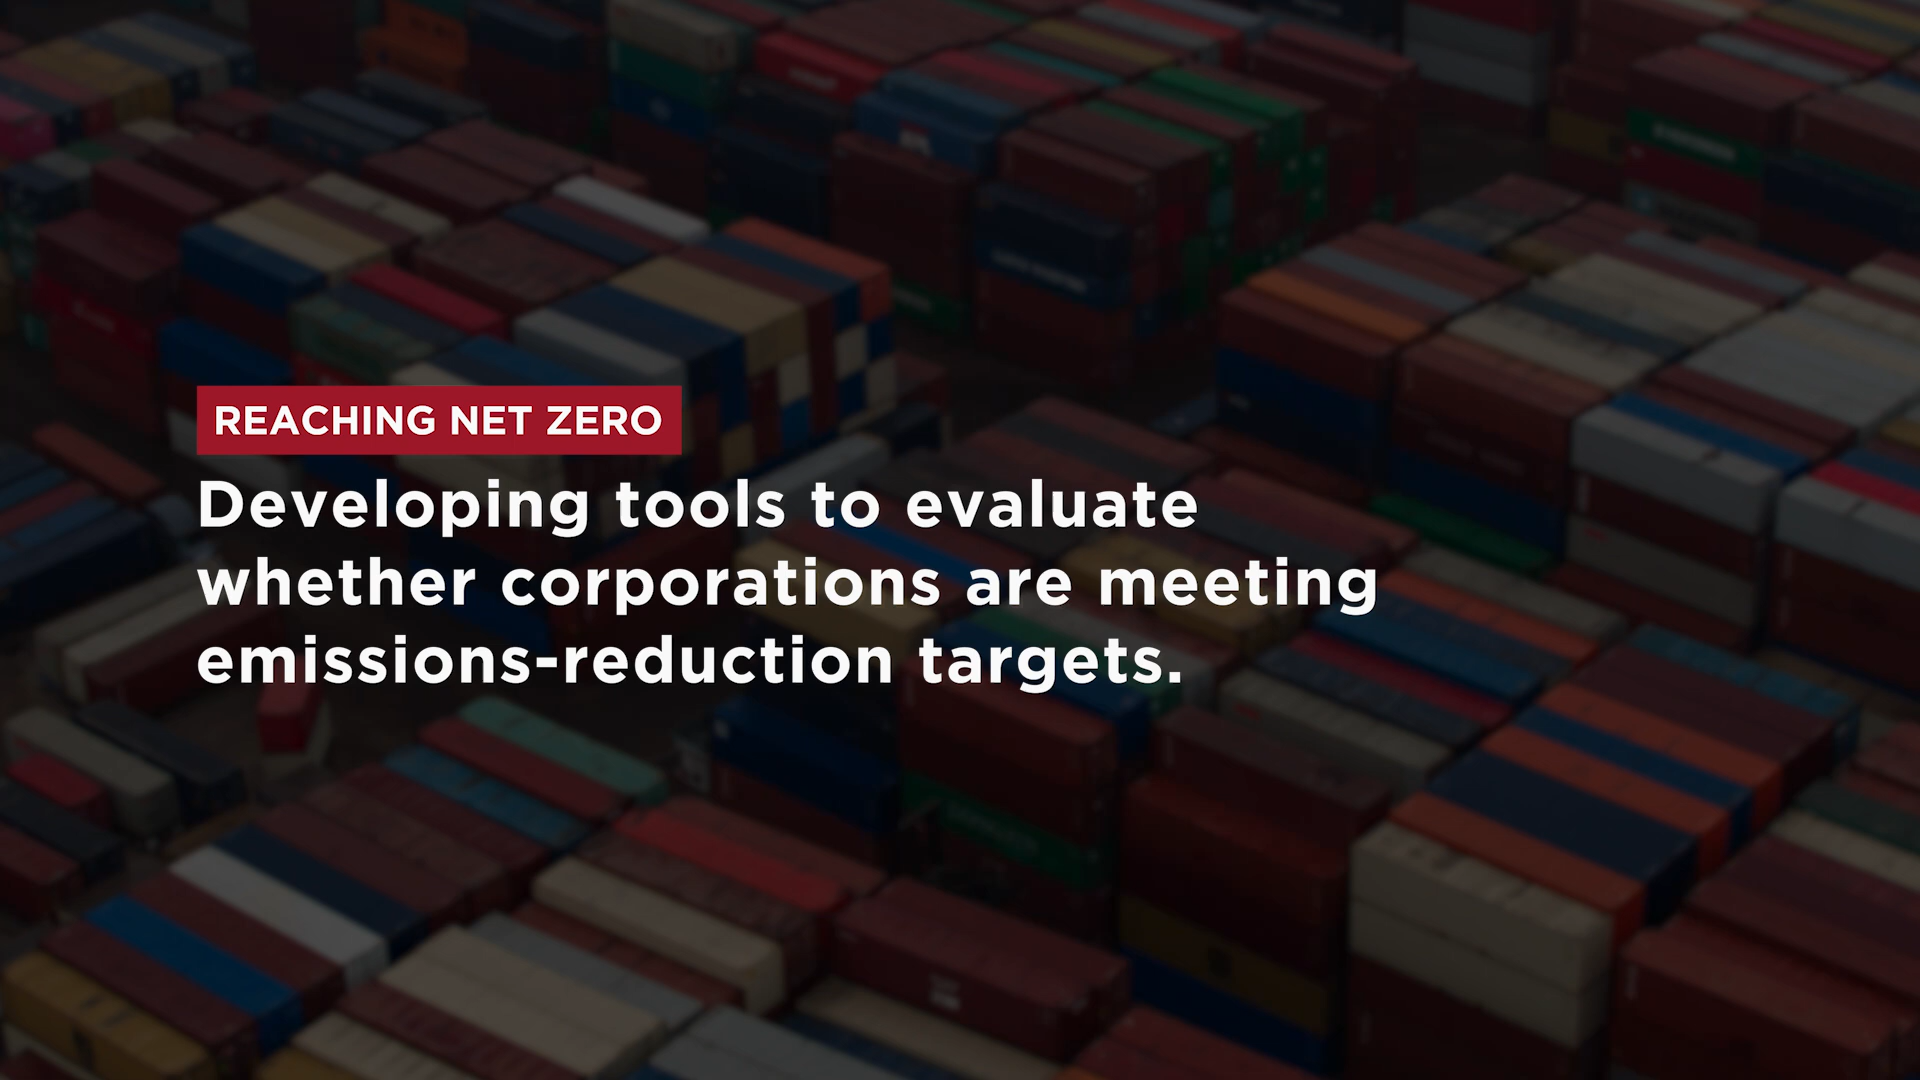 REACHING NET ZERO
Developing tools to evaluate
whether corporations are meeting
emissions-reduction targets.